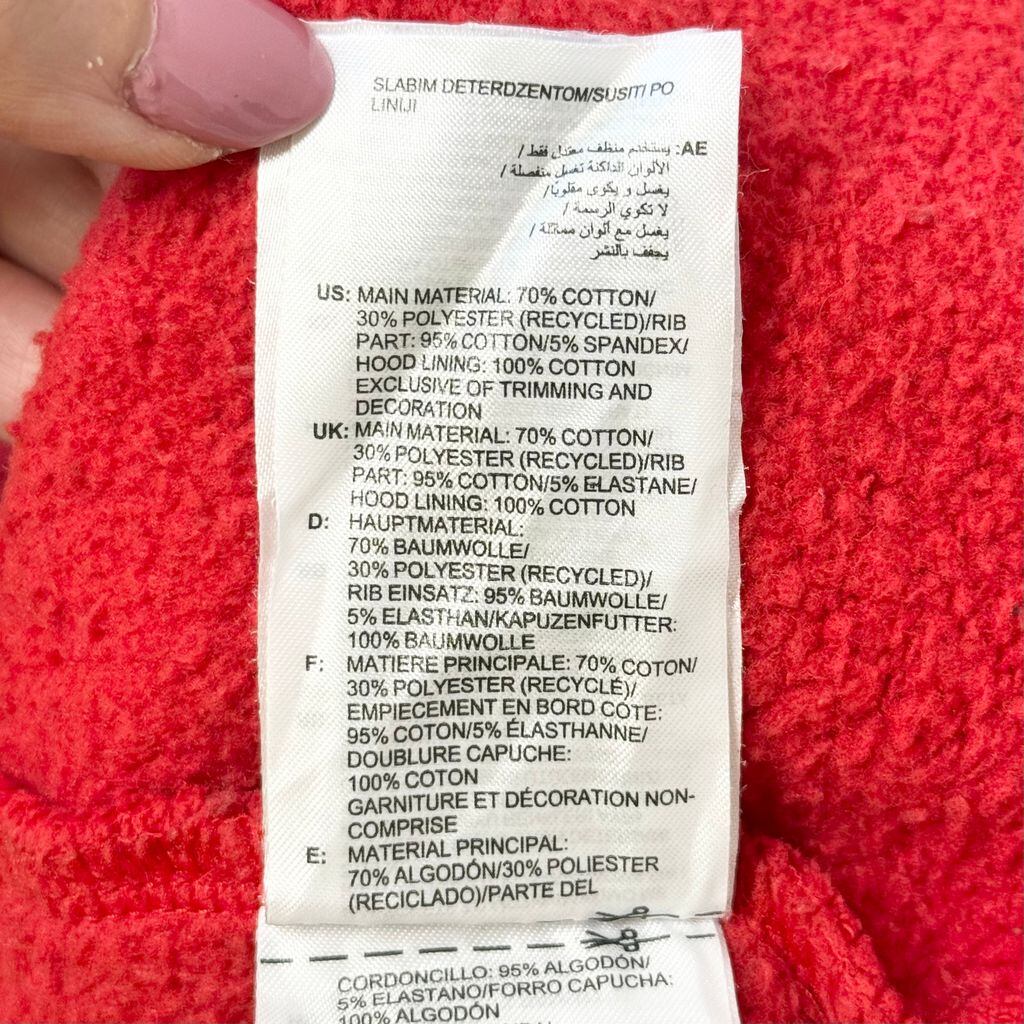 SLABIM DETERDZENTOM/SUSITI PO
LINIJI
AE: يستخدم منظف معتدل فقط/
الألوان الداكنة تغسل منفصلة/
يغسل و يكوى مقلوبًا/
لا تكوي الرسمة/
يغسل مع ألوان مماثلة/
يجفف بالنشر
US: MAIN MATERIAL: 70% COTTON/
30% POLYESTER (RECYCLED)/RIB
PART: 95% COTTON/5% SPANDEX/
HOOD LINING: 100% COTTON
EXCLUSIVE OF TRIMMING AND
DECORATION
UK: MAIN MATERIAL: 70% COTTON/
30% POLYESTER (RECYCLED)/RIB
PART: 95% COTTON/5% ELASTANE/
HOOD LINING: 100% COTTON
D: HAUPTMATERIAL:
70% BAUMWOLLE/
30% POLYESTER (RECYCLED)/
RIB EINSATZ: 95% BAUMWOLLE/
5% ELASTHAN/KAPUZENFUTTER:
100% BAUMWOLLE
F: MATIERE PRINCIPALE: 70% COTON/
30% POLYESTER (RECYCLÉ)/
EMPIECEMENT EN BORD COTE:
95% COTON/5% ÉLASTHANNE/
DOUBLURE CAPUCHE:
100% COTON
GARNITURE ET DÉCORATION NON-
COMPRISE
E: MATERIAL PRINCIPAL:
70% ALGODÓN/30% POLIESTER
(RECICLADO)/PARTE DEL
CORDONCILLO: 95% ALGODÓN/
5% ELASTANO/FORRO CAPUCHA:
100% ALGODÓN